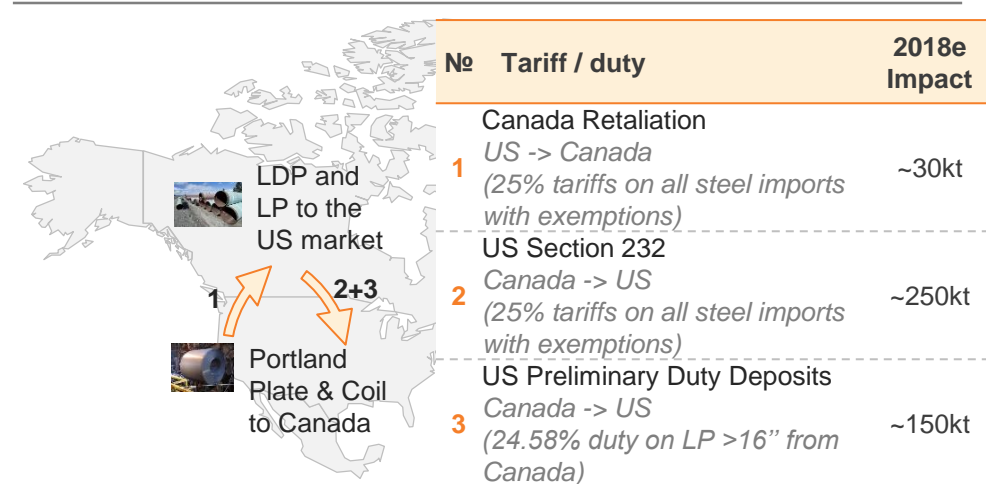 № Tariff / duty 2018e Impact
Canada Retaliation
1 US -> Canada ~30kt
(25% tariffs on all steel imports
with exemptions)
US Section 232
2 Canada -> US ~250kt
(25% tariffs on all steel imports
with exemptions)
US Preliminary Duty Deposits
3 Canada -> US ~150kt
(24.58% duty on LP >16’’ from
Canada)
LDP and
LP to the
US market
1 2+3
Portland
Plate & Coil
to Canada